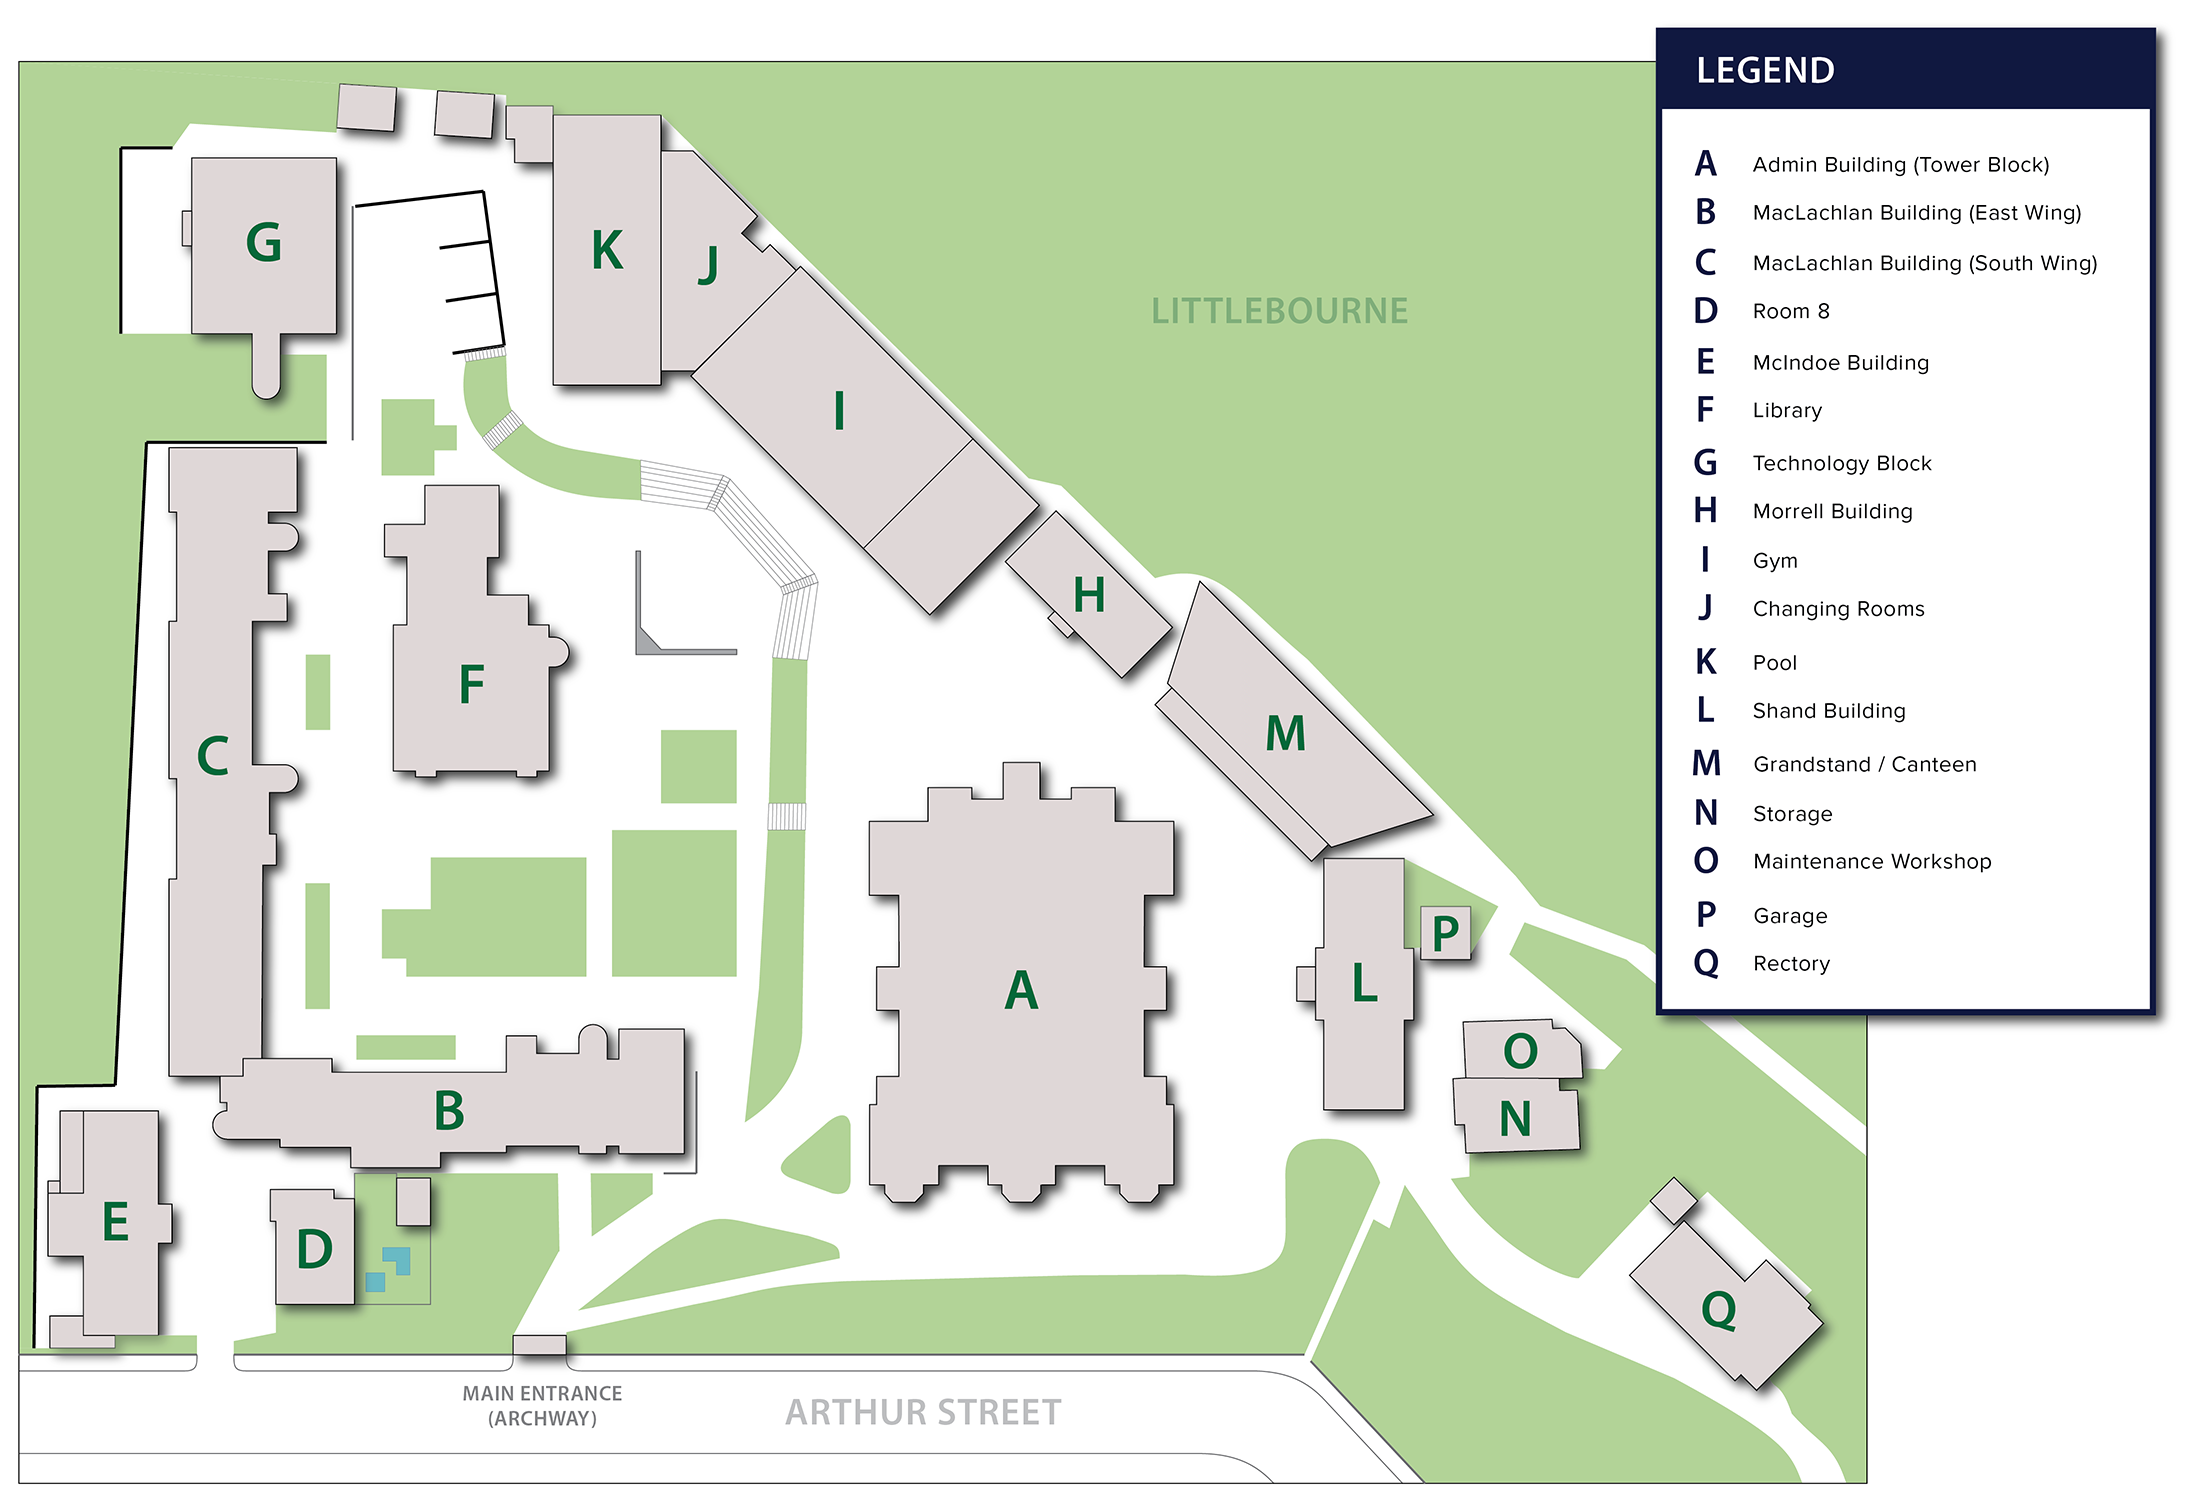 LEGEND
A Admin Building (Tower Block)
B MacLachlan Building (East Wing)
C MacLachlan Building (South Wing)
D Room 8
E McIndoe Building
F Library
G Technology Block
H Morrell Building
I Gym
J Changing Rooms
K Pool
L Shand Building
M Grandstand / Canteen
N Storage
O Maintenance Workshop
P Garage
Q Rectory
G
K
J
LITTLEBOURNE
I
H
F
C
M
P
A
L
O
B
N
E
D
Q
MAIN ENTRANCE
(ARCHWAY)
ARTHUR STREET